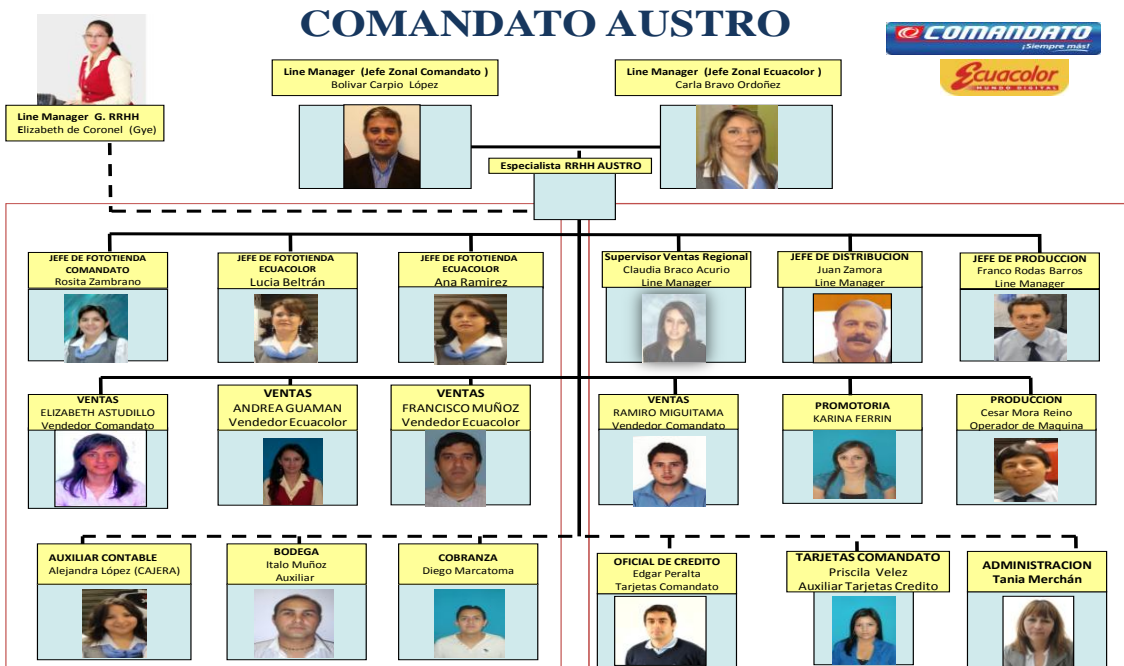 COMANDATO AUSTRO
COMANDATO
¡Siempre más!
Ecuacolor
MUNDO DIGITAL
Line Manager G. RRHH
Elizabeth de Coronel (Gye)
Line Manager (Jefe Zonal Comandato )
Bolivar Carpio López
Line Manager (Jefe Zonal Ecuacolor )
Carla Bravo Ordoñez
Especialista RRHH AUSTRO
JEFE DE FOTOTIENDA
COMANDATO
Rosita Zambrano
JEFE DE FOTOTIENDA
ECUACOLOR
Lucia Beltrán
JEFE DE FOTOTIENDA
ECUACOLOR
Ana Ramirez
Supervisor Ventas Regional
Claudia Braco Acurio
Line Manager
JEFE DE DISTRIBUCION
Juan Zamora
Line Manager
JEFE DE PRODUCCION
Franco Rodas Barros
Line Manager
VENTAS
ELIZABETH ASTUDILLO
Vendedor Comandato
VENTAS
ANDREA GUAMAN
Vendedor Ecuacolor
VENTAS
FRANCISCO MUÑOZ
Vendedor Ecuacolor
VENTAS
RAMIRO MIGUITAMA
Vendedor Comandato
PROMOTORIA
KARINA FERRIN
PRODUCCION
Cesar Mora Reino
Operador de Maquina
AUXILIAR CONTABLE
Alejandra López (CAJERA)
BODEGA
Italo Muñoz
Auxiliar
COBRANZA
Diego Marcatoma
OFICIAL DE CREDITO
Edgar Peralta
Tarjetas Comandato
TARJETAS COMANDATO
Priscila Velez
Auxiliar Tarjetas Credito
ADMINISTRACION
Tania Merchán